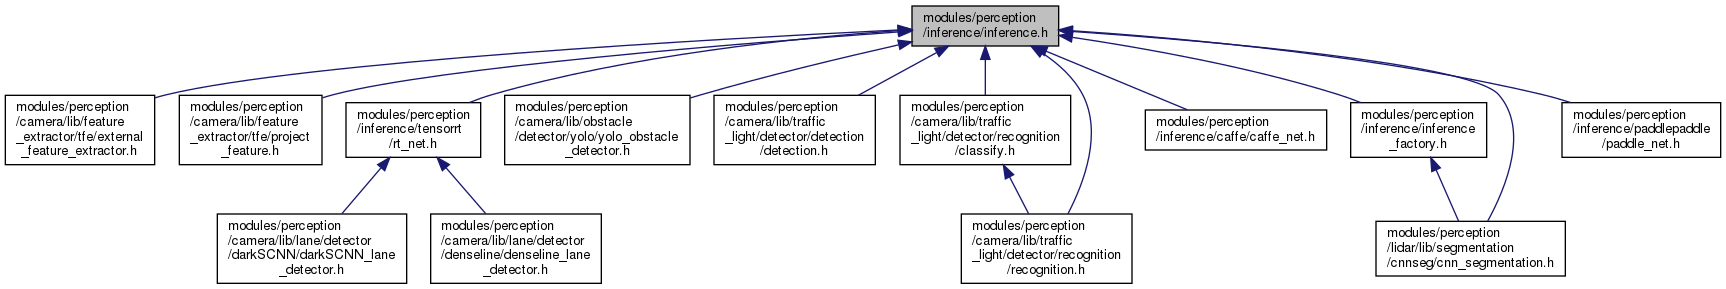 modules/perception
/inference/inference.h
modules/perception
/camera/lib/feature
_extractor/tfe/external
_feature_extractor.h
modules/perception
/camera/lib/feature
_extractor/tfe/project
_feature.h
modules/perception
/inference/tensorrt
/rt_net.h
modules/perception
/camera/lib/obstacle
/detector/yolo/yolo_obstacle
_detector.h
modules/perception
/camera/lib/traffic
_light/detector/detection
/detection.h
modules/perception
/camera/lib/traffic
_light/detector/recognition
/classify.h
modules/perception
/inference/caffe/caffe_net.h
modules/perception
/inference/inference
_factory.h
modules/perception
/inference/paddlepaddle
/paddle_net.h
modules/perception
/camera/lib/lane/detector
/darkSCNN/darkSCNN_lane
_detector.h
modules/perception
/camera/lib/lane/detector
/denseline/denseline_lane
_detector.h
modules/perception
/camera/lib/traffic
_light/detector/recognition
/recognition.h
modules/perception
/lidar/lib/segmentation
/cnnseg/cnn_segmentation.h